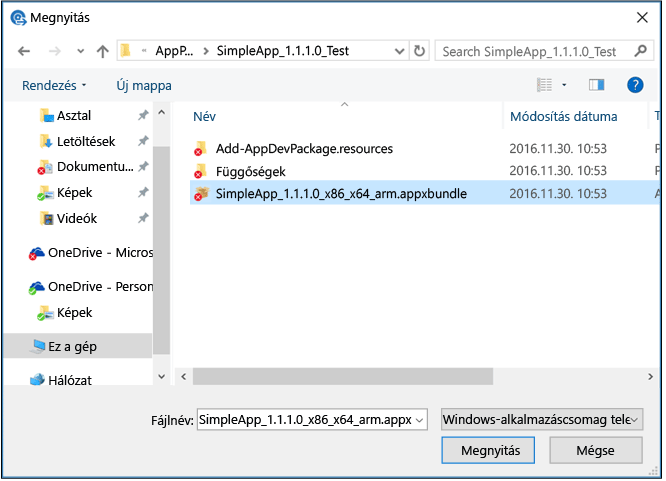 Megnyitás
« AppP... > SimpleApp_1.1.1.0_Test
Search SimpleApp_1.1.1.0_Test
Rendezés
Új mappa
Asztal
Letöltések
Dokumentu...
Képek
Videók
OneDrive - Micros
OneDrive - Person
Képek
Ez a gép
Hálózat
Név Módosítás dátuma
Add-AppDevPackage.resources 2016.11.30. 10:53
Függőségek 2016.11.30. 10:53
SimpleApp_1.1.1.0_x86_x64_arm.appxbundle 2016.11.30. 10:53
Fájlnév: SimpleApp_1.1.1.0_x86_x64_arm.appx
Windows-alkalmazáscsomag tele
Megnyitás Mégse